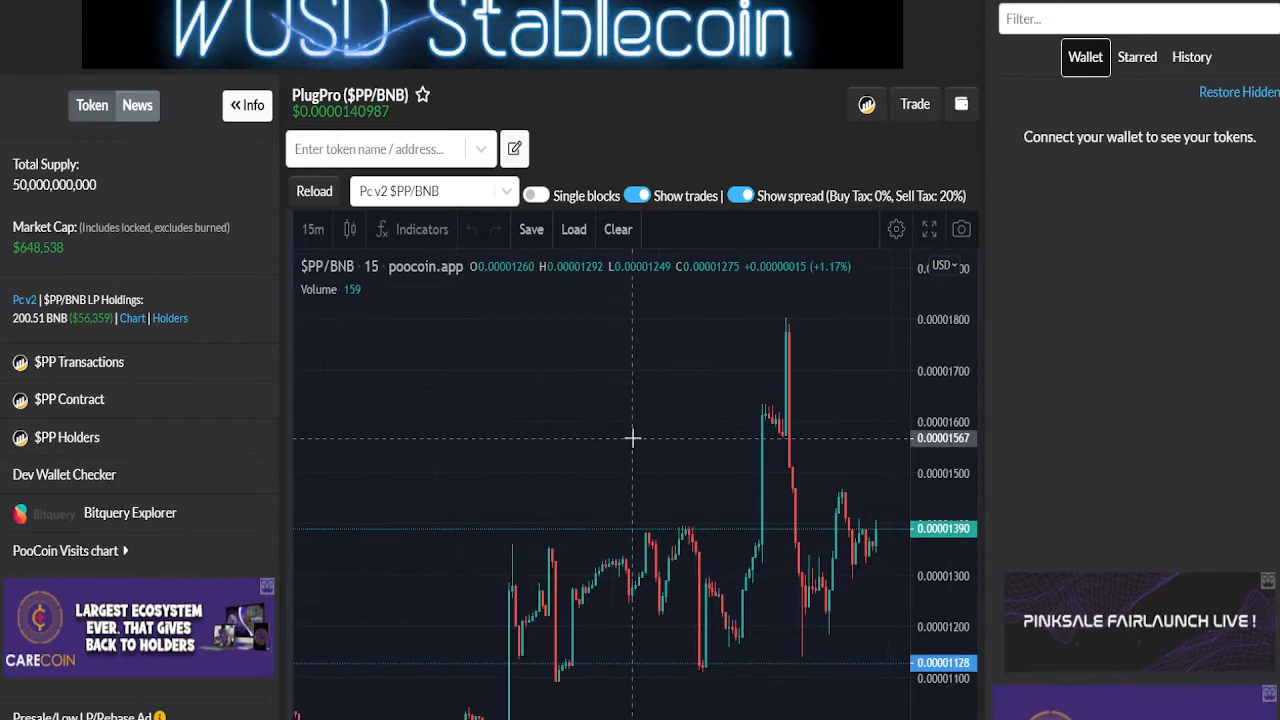 WUSD Stablecoin
Filter...
Wallet Starred History
Restore Hidden
Connect your wallet to see your tokens.
Token News
« Info
Total Supply:
50,000,000,000
Market Cap: (Includes locked, excludes burned)
$648,538
Pc v2 | $PP/BNB LP Holdings:
200.51 BNB ($56,359) | Chart | Holders
$PP Transactions
$PP Contract
$PP Holders
Dev Wallet Checker
Bitquery Bitquery Explorer
PooCoin Visits chart
LARGEST ECOSYSTEM
EVER. THAT GIVES
BACK TO HOLDERS
CARECOIN
Presale/Low LP/Rebase Ad
PlugPro ($PP/BNB)
$0.0000140987
Trade
Enter token name / address...
Reload Pc v2 $PP/BNB Single blocks Show trades | Show spread (Buy Tax: 0%, Sell Tax: 20%)
15m Indicators Save Load Clear
$PP/BNB · 15 · poocoin.app O0.00001260 H0.00001292 L0.00001249 C0.00001275 +0.00000015 (+1.17%)
USD
Volume 159
0.00001800
0.00001700
0.00001600
0.00001567
0.00001500
0.00001390
0.00001300
0.00001200
0.00001128
0.00001100
PINKSALE FAIRLAUNCH LIVE !